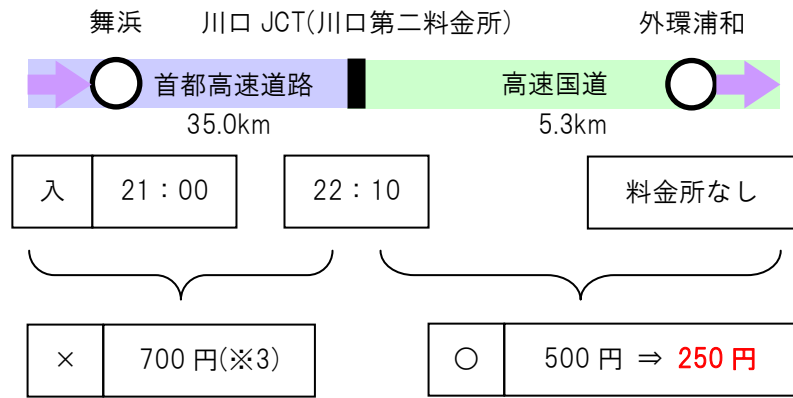 舞浜 川口 JCT(川口第二料金所) 外環浦和
首都高速道路 高速国道
35.0km 5.3km
入 21：00 22：10 料金所なし
× 700 円(※3) ○ 500 円 ⇒ 250 円